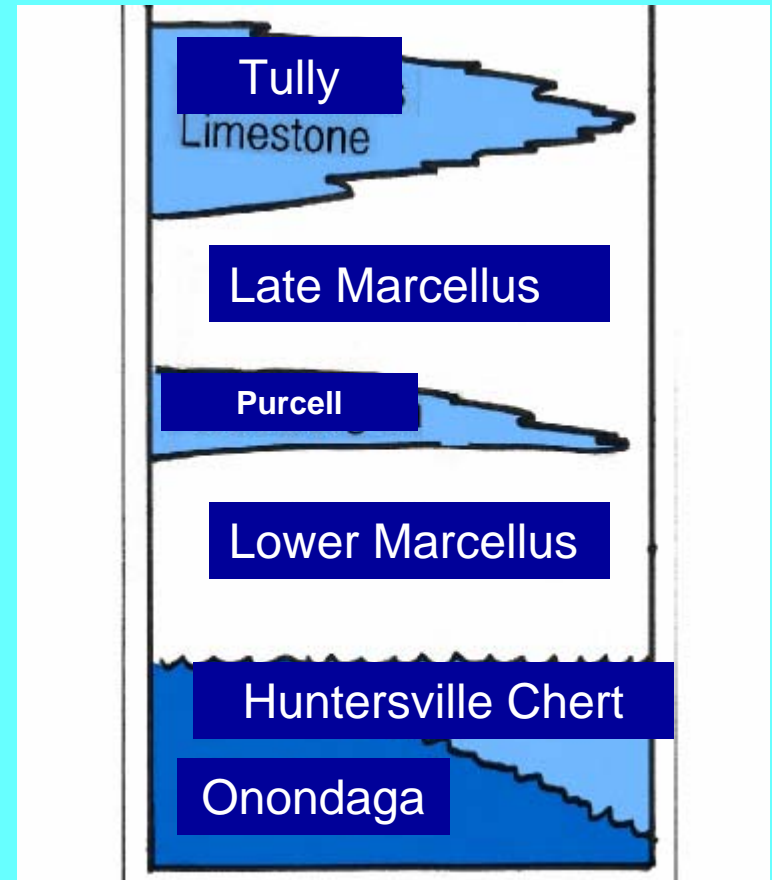 Tully
Limestone
Late Marcellus
Purcell
Lower Marcellus
Huntersville Chert
Onondaga